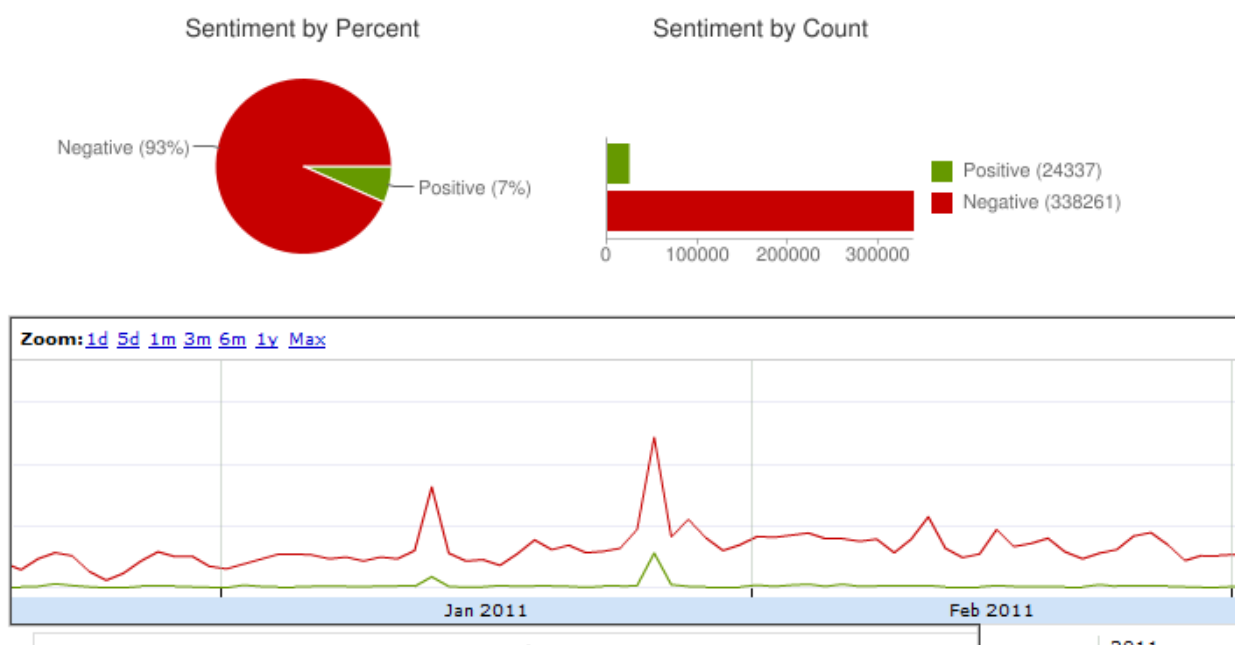 Sentiment by Percent
Sentiment by Count
Negative (93%)
Positive (7%)
Positive (24337)
Negative (338261)
0 100000 200000 300000
Zoom: 1d 5d 1m 3m 6m 1y Max
Jan 2011 Feb 2011